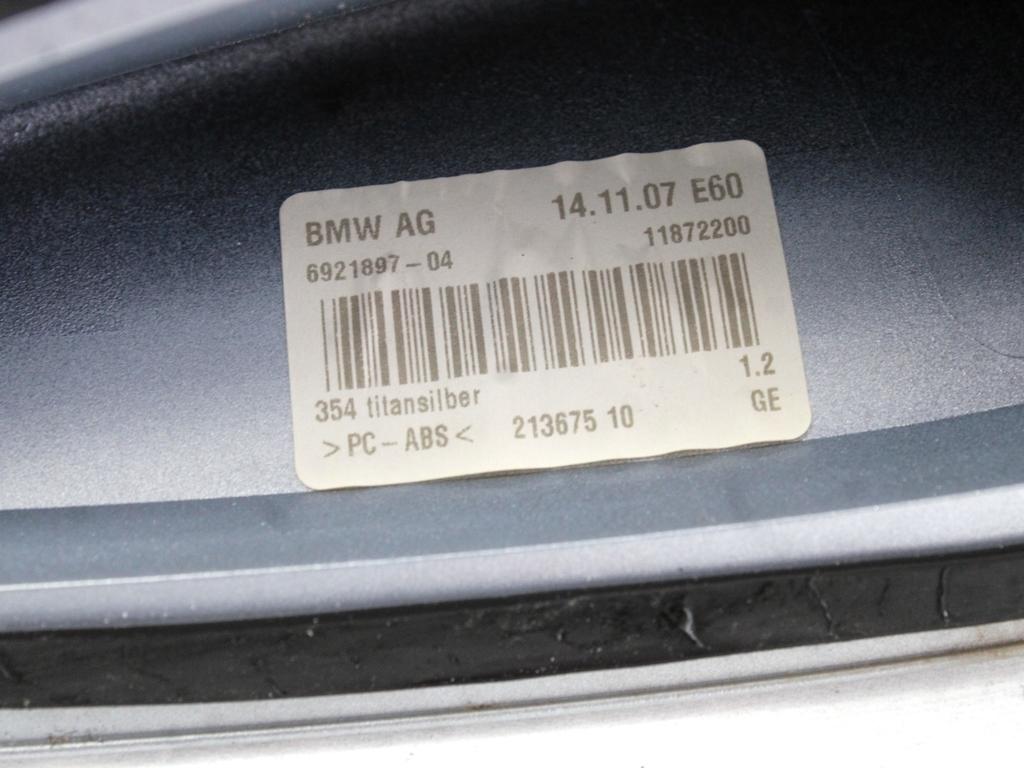 BMW AG 14.11.07 E60
6921897-04 11872200
354 titansilber 1.2
>PC-ABS< 213675 10 GE